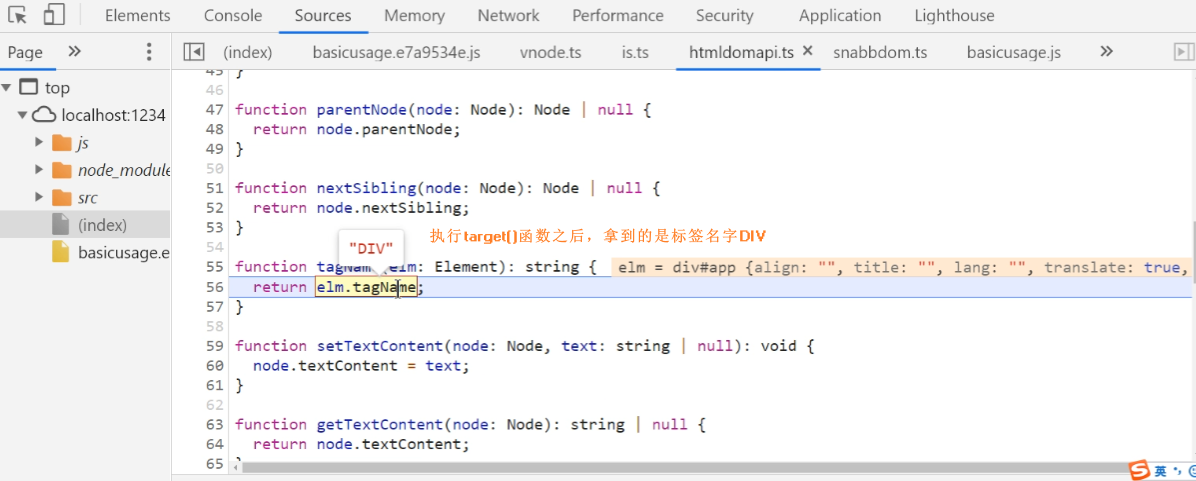 Elements Console Sources Memory Network Performance Security Application Lighthouse
Page » (index) basicusage.e7a9534e.js vnode.ts is.ts htmldomapi.ts × snabbdom.ts basicusage.js »
top
localhost:1234
js
node_module
src
(index)
basicusage.e
45 }
46
47 function parentNode(node: Node): Node | null {
48 return node.parentNode;
49 }
50
51 function nextSibling(node: Node): Node | null {
52 return node.nextSibling;
53 }
执行target()函数之后，拿到的是标签名字DIV
54
"DIV"
55 function tagName(elm: Element): string { elm = div#app {align: "", title: "", lang: "", translate: true,
56 return elm.tagName;
57 }
58
59 function setTextContent(node: Node, text: string | null): void {
60 node.textContent = text;
61 }
62
63 function getTextContent(node: Node): string | null {
64 return node.textContent;
65 }
英